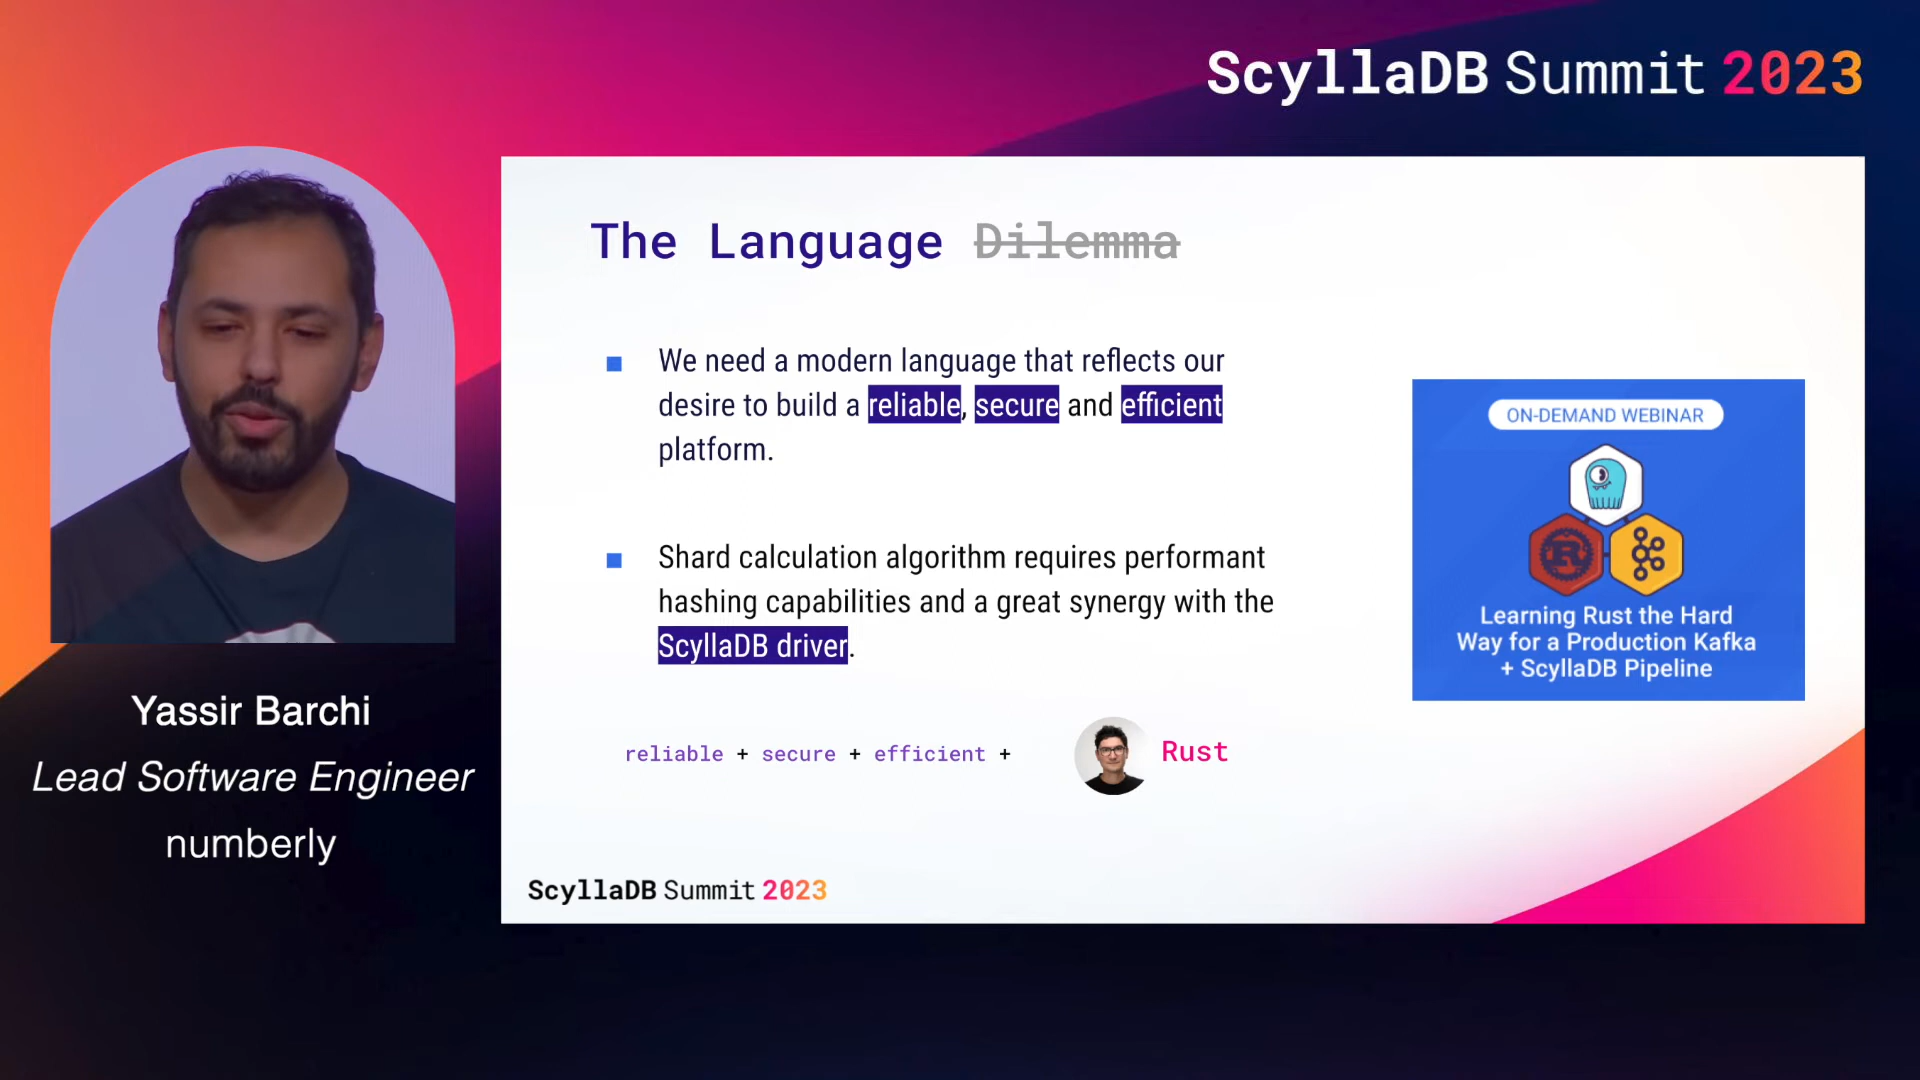 ScyllaDB Summit 2023
The Language Dilemma
We need a modern language that reflects our
desire to build a reliable, secure and efficient
platform.
Shard calculation algorithm requires performant
hashing capabilities and a great synergy with the
ScyllaDB driver.
reliable + secure + efficient +
Rust
ON-DEMAND WEBINAR
R
Learning Rust the Hard
Way for a Production Kafka
+ ScyllaDB Pipeline
ScyllaDB Summit 2023
Yassir Barchi
Lead Software Engineer
numberly